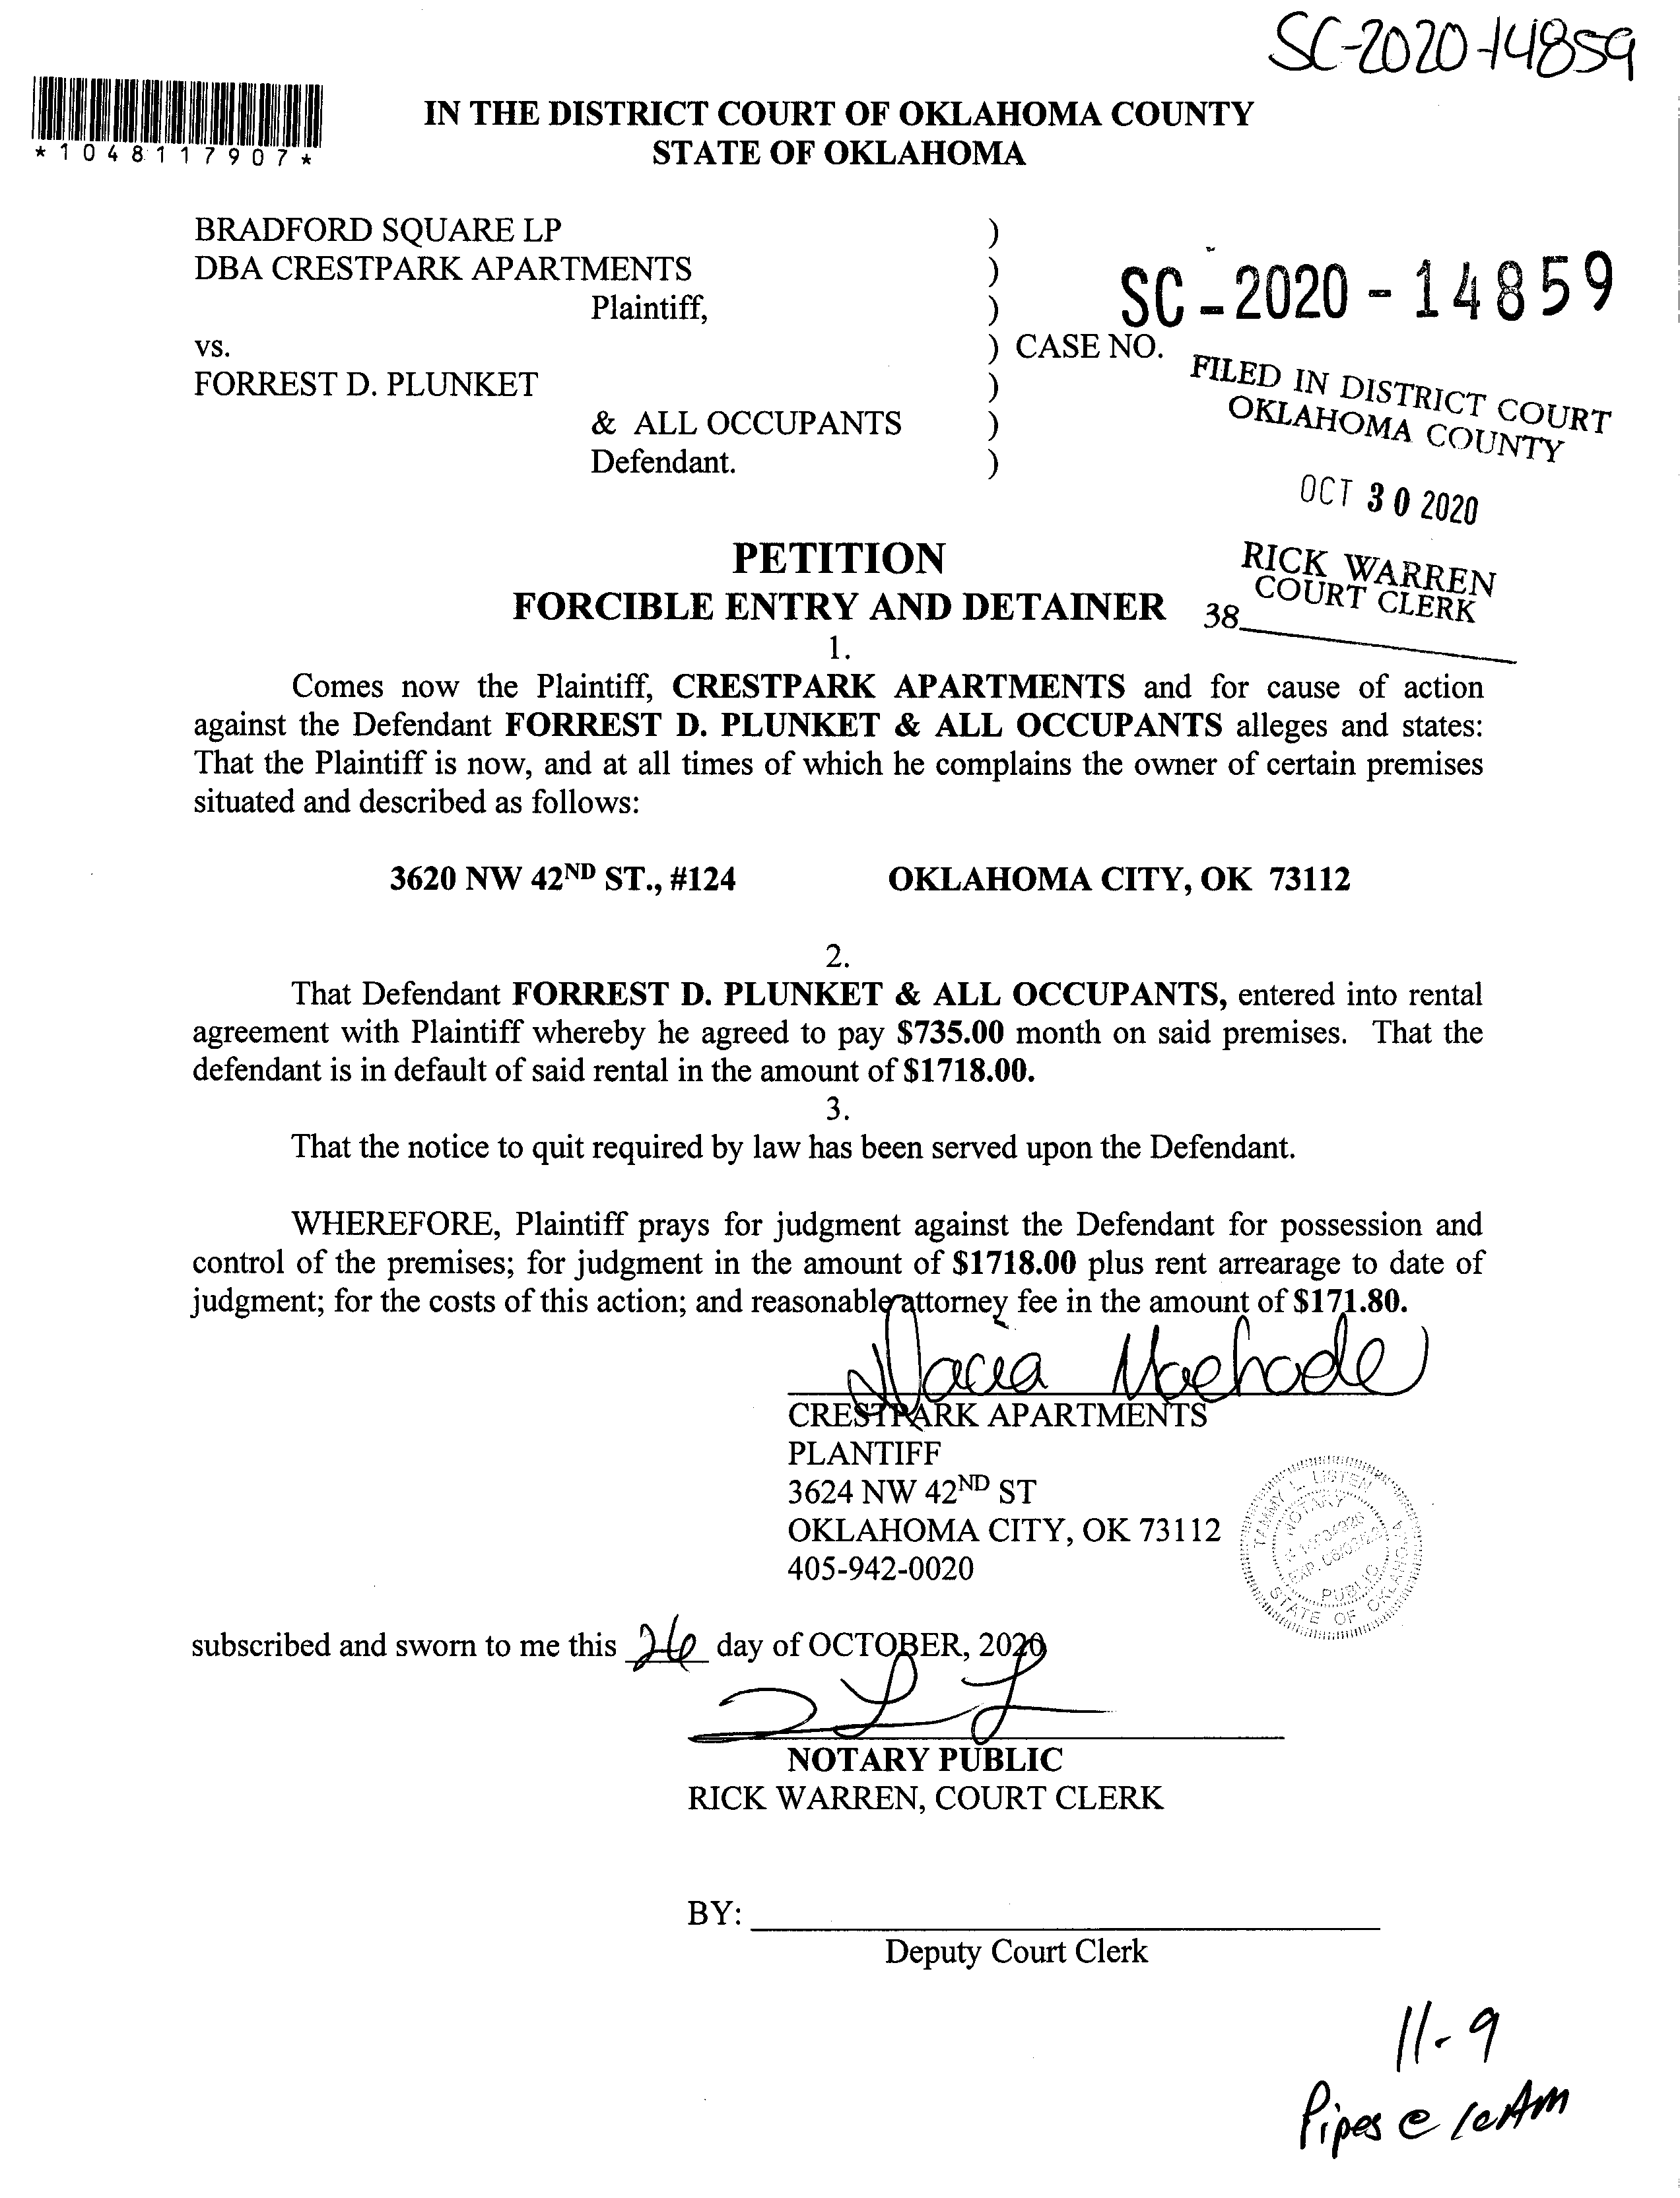 SC-2020-14859
*1048117907*
IN THE DISTRICT COURT OF OKLAHOMA COUNTY
STATE OF OKLAHOMA
BRADFORD SQUARE LP )
DBA CRESTPARK APARTMENTS )
Plaintiff, )
SC-2020-14859
vs. ) CASE NO.
FORREST D. PLUNKET )
& ALL OCCUPANTS )
Defendant. )
FILED IN DISTRICT COURT
OKLAHOMA COUNTY
OCT 30 2020
RICK WARREN
COURT CLERK
38
PETITION
FORCIBLE ENTRY AND DETAINER
1.
Comes now the Plaintiff, CRESTPARK APARTMENTS and for cause of action
against the Defendant FORREST D. PLUNKET & ALL OCCUPANTS alleges and states:
That the Plaintiff is now, and at all times of which he complains the owner of certain premises
situated and described as follows:
3620 NW 42ND ST., #124 OKLAHOMA CITY, OK 73112
2.
That Defendant FORREST D. PLUNKET & ALL OCCUPANTS, entered into rental
agreement with Plaintiff whereby he agreed to pay $735.00 month on said premises. That the
defendant is in default of said rental in the amount of $1718.00.
3.
That the notice to quit required by law has been served upon the Defendant.
WHEREFORE, Plaintiff prays for judgment against the Defendant for possession and
control of the premises; for judgment in the amount of $1718.00 plus rent arrearage to date of
judgment; for the costs of this action; and reasonable attorney fee in the amount of $171.80.
CRESTPARK APARTMENTS
PLANTIFF
3624 NW 42ND ST
OKLAHOMA CITY, OK 73112
405-942-0020
TAMMY L. LISTEN
NOTARY
PUBLIC
STATE OF OKLAHOMA
subscribed and sworn to me this 26 day of OCTOBER, 2020
NOTARY PUBLIC
RICK WARREN, COURT CLERK
BY:
Deputy Court Clerk
11-9
Pipes @ 10AM